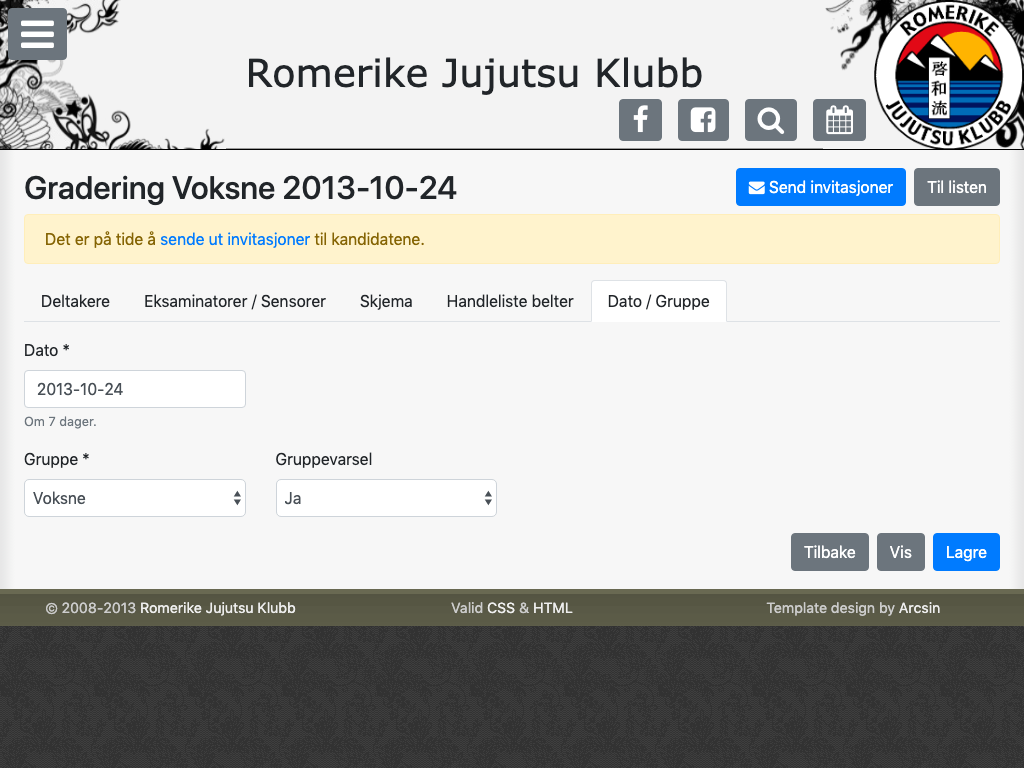 Romerike Jujutsu Klubb
ROMERIKE
啓和流
JUJUTSU KLUBB
Gradering Voksne 2013-10-24
Send invitasjoner
Til listen
Det er på tide å sende ut invitasjoner til kandidatene.
Deltakere
Eksaminatorer / Sensorer
Skjema
Handleliste belter
Dato / Gruppe
Dato *
2013-10-24
Om 7 dager.
Gruppe *
Gruppevarsel
Voksne
Ja
Tilbake
Vis
Lagre
© 2008-2013 Romerike Jujutsu Klubb
Valid CSS & HTML
Template design by Arcsin